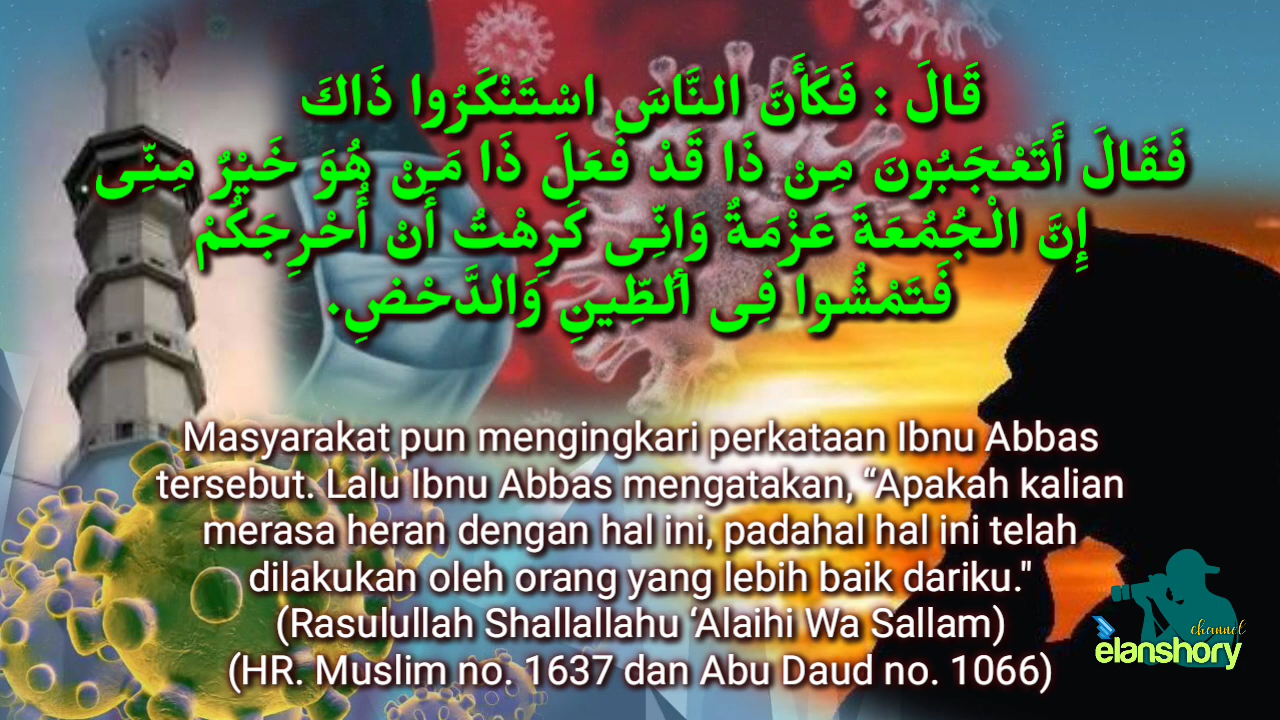 قَالَ : فَكَأَنَّ النَّاسَ اسْتَنْكَرُوا ذَاكَ
فَقَالَ أَتَعْجَبُونَ مِنْ ذَا قَدْ فَعَلَ ذَا مَنْ هُوَ خَيْرٌ مِنِّى.
إِنَّ الْجُمُعَةَ عَزْمَةٌ وَإِنِّى كَرِهْتُ أَنْ أُحْرِجَكُمْ
فَتَمْشُوا فِى ألطِّينِ وَالدَّحْضِ.
Masyarakat pun mengingkari perkataan Ibnu Abbas
tersebut. Lalu Ibnu Abbas mengatakan, “Apakah kalian
merasa heran dengan hal ini, padahal hal ini telah
dilakukan oleh orang yang lebih baik dariku."
(Rasulullah Shallallahu ‘Alaihi Wa Sallam)
(HR. Muslim no. 1637 dan Abu Daud no. 1066)
channel
elanshory